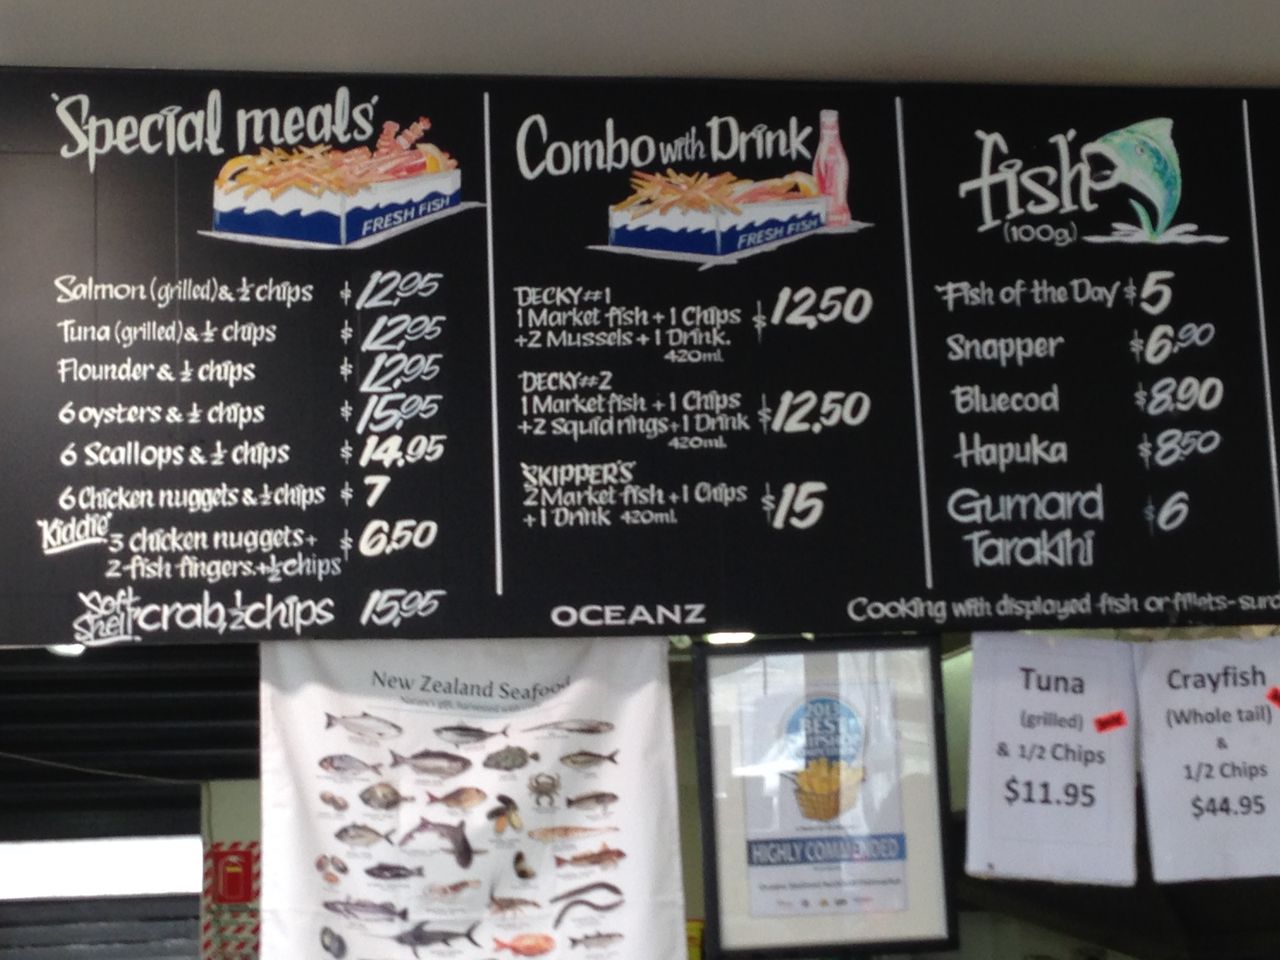 Special meals
FRESH FISH
Salmon (grilled) & ½ chips $12.95
Tuna (grilled) & ½ chips $12.95
Flounder & ½ chips $12.95
6 oysters & ½ chips $15.95
6 Scallops & ½ chips $14.95
6 Chicken nuggets & ½ chips $7
Kiddie 3 chicken nuggets + $6.50
2 fish fingers. + ½ chips
Soft Shell crab, ½ chips 15.95
Combo with Drink
FRESH FISH
DECKY #1
1 Market fish + 1 Chips $12.50
+2 Mussels + 1 Drink.
420ml.
DECKY #2
1 Market fish + 1 Chips $12.50
+2 squid rings + 1 Drink
420ml.
SKIPPER'S
2 Market fish + 1 Chips $15
+ 1 Drink 420ml.
OCEANZ
fish
(100g)
Fish of the Day $5
Snapper $6.90
Bluecod $8.90
Hapuka $8.50
Gurnard $6
Tarakihi
Cooking with displayed fish or fillets-
New Zealand Seafood
2013
BEST
HIGHLY COMMENDED
Tuna
(grilled)
& 1/2 Chips
$11.95
Crayfish
(Whole tail)
&
1/2 Chips
$44.95